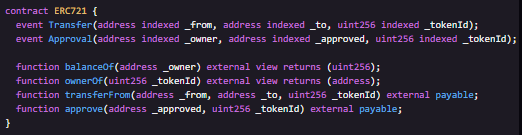 contract ERC721 {
event Transfer(address indexed _from, address indexed _to, uint256 indexed _tokenId);
event Approval(address indexed _owner, address indexed _approved, uint256 indexed _tokenId);
function balanceOf(address _owner) external view returns (uint256);
function ownerOf(uint256 _tokenId) external view returns (address);
function transferFrom(address _from, address _to, uint256 _tokenId) external payable;
function approve(address _approved, uint256 _tokenId) external payable;
}